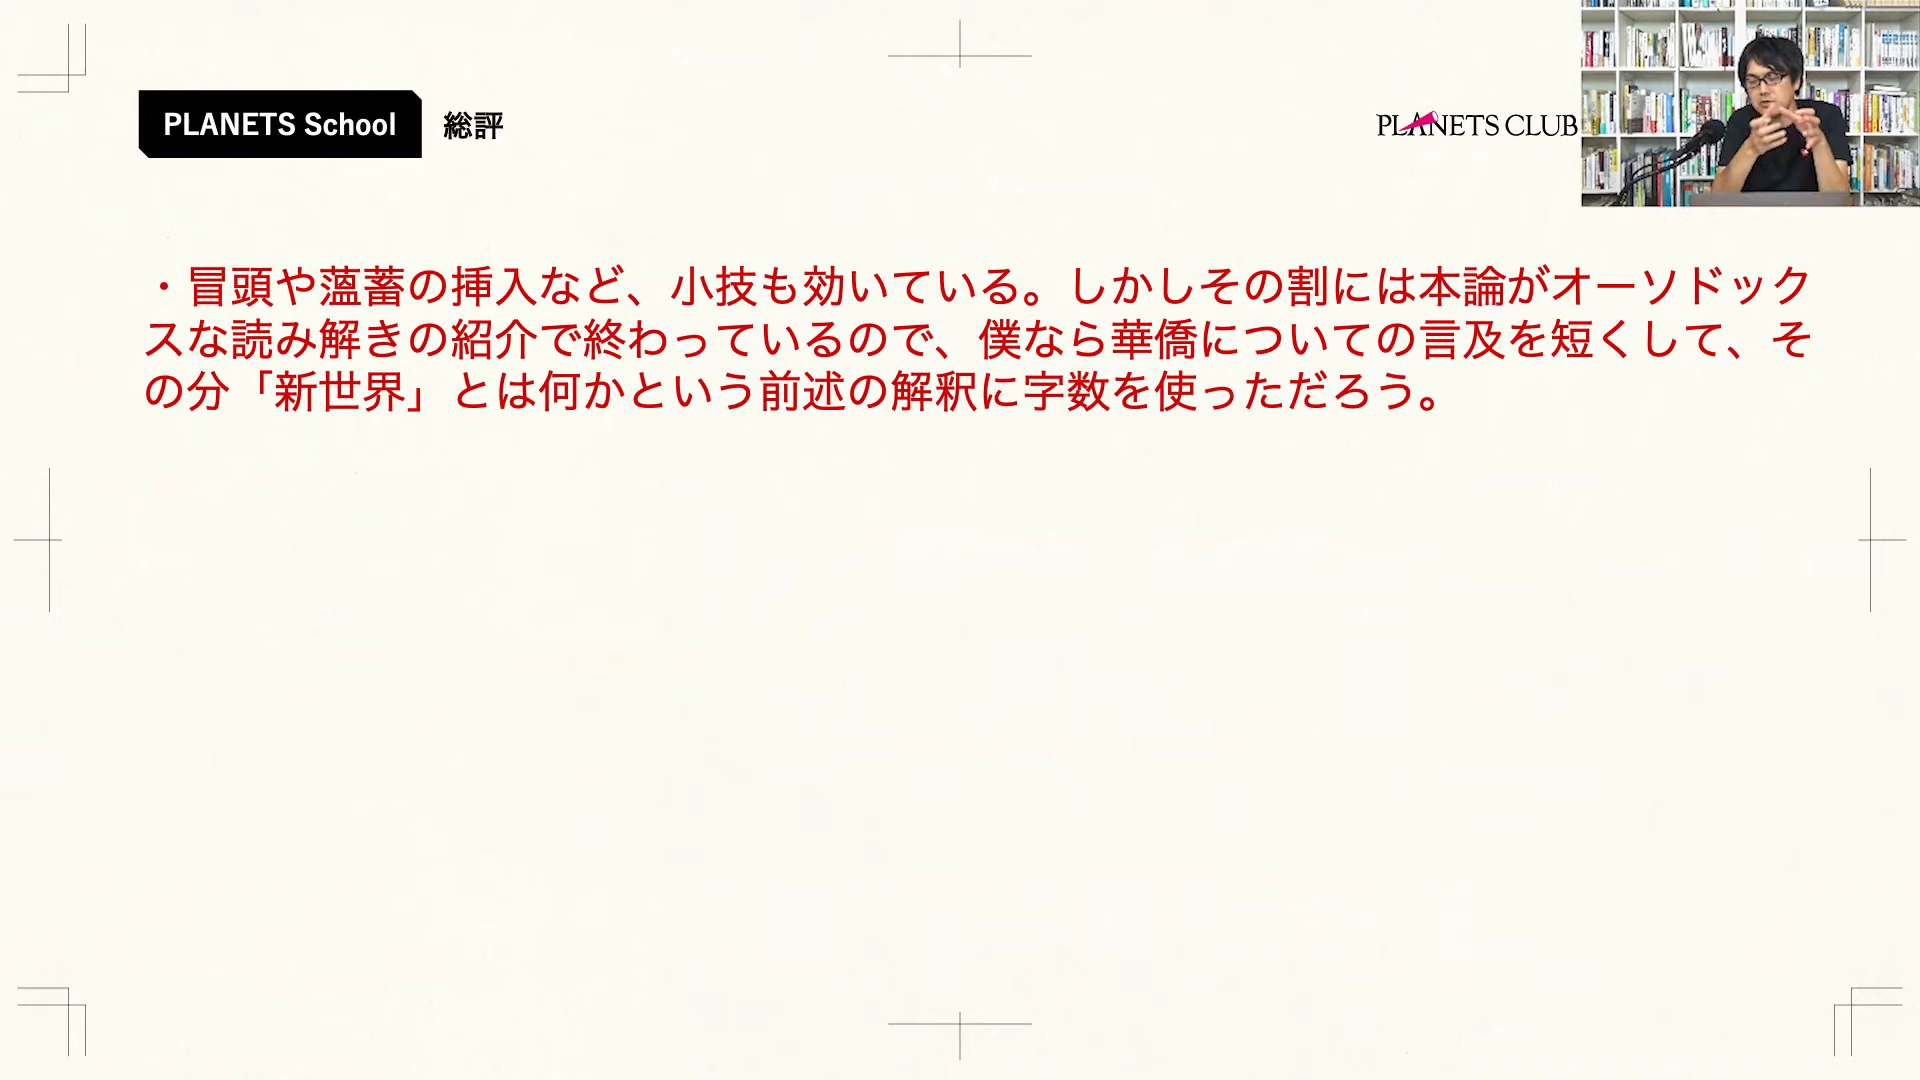 PLANETS School 総評
PLANETS CLUB
・冒頭や薀蓄の挿入など、小技も効いている。しかしその割には本論がオーソドック
スな読み解きの紹介で終わっているので、僕なら華僑についての言及を短くして、そ
の分「新世界」とは何かという前述の解釈に字数を使っただろう。